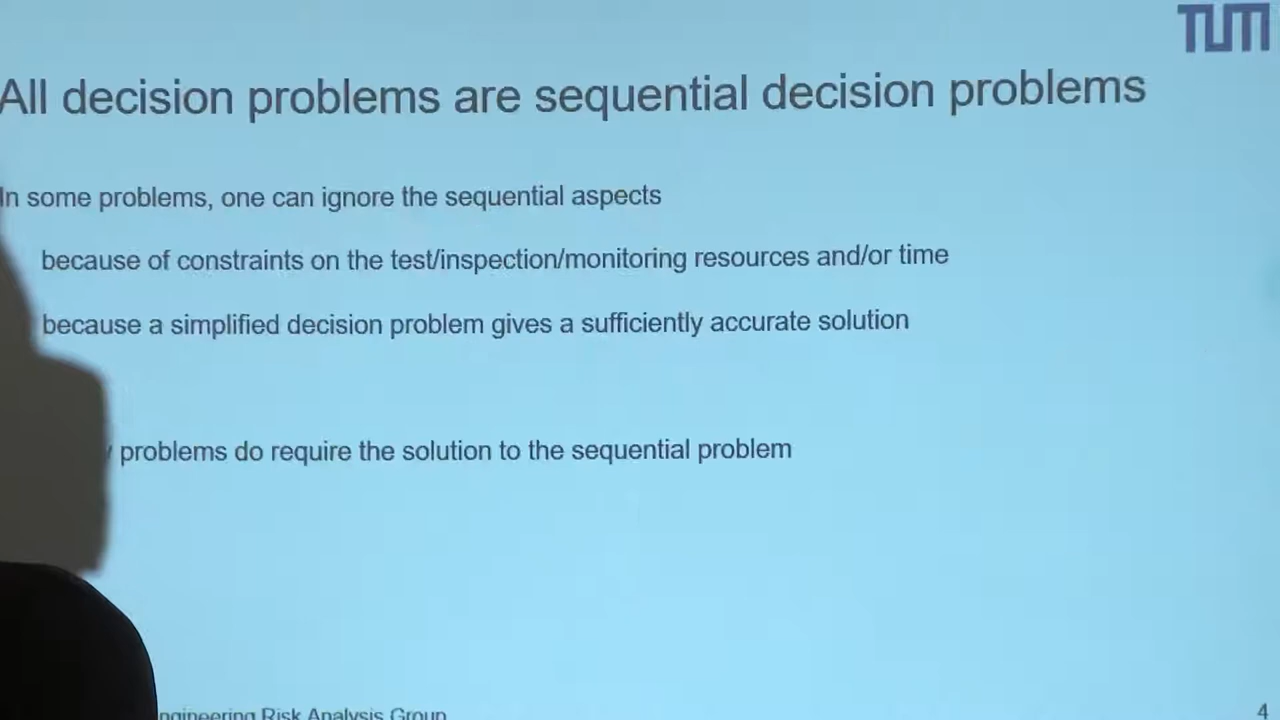 TUM
All decision problems are sequential decision problems
In some problems, one can ignore the sequential aspects
because of constraints on the test/inspection/monitoring resources and/or time
because a simplified decision problem gives a sufficiently accurate solution
problems do require the solution to the sequential problem
Risk Analysis Group
4